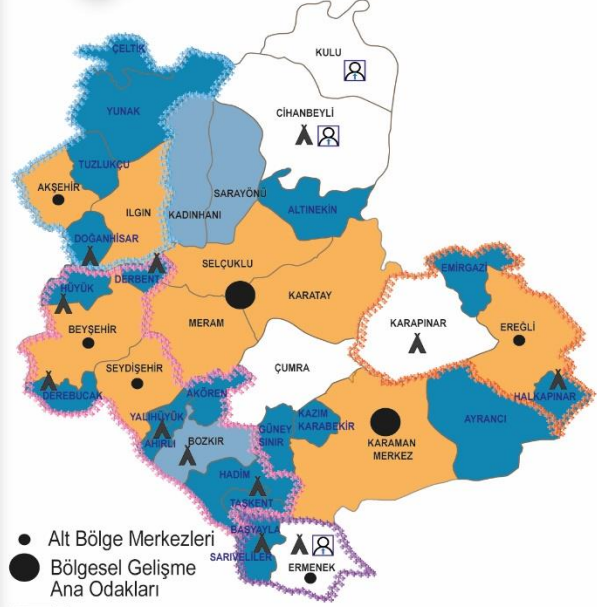 KULU
ÇELTİK
CİHANBEYLİ
YUNAK
TUZLUKÇU
AKŞEHİR
SARAYÖNÜ
ILGIN
KADINHANI
ALTINEKİN
DOĞANHİSAR
SELÇUKLU
EMİRGAZİ
DERBENT
HÜYÜK
KARATAY
MERAM
KARAPINAR
EREĞLİ
BEYŞEHİR
SEYDİŞEHİR
ÇUMRA
DEREBUCAK
AKÖREN
HALKAPINAR
YALIHÜYÜK
KAZIM
KARABEKİR
AYRANCI
GÜNEY
SINIR
AHIRLI
BOZKIR
KARAMAN
MERKEZ
HADİM
TAŞKENT
BAŞYAYLA
SARIVELİLER
ERMENEK
Alt Bölge Merkezleri
Bölgesel Gelişme
Ana Odakları